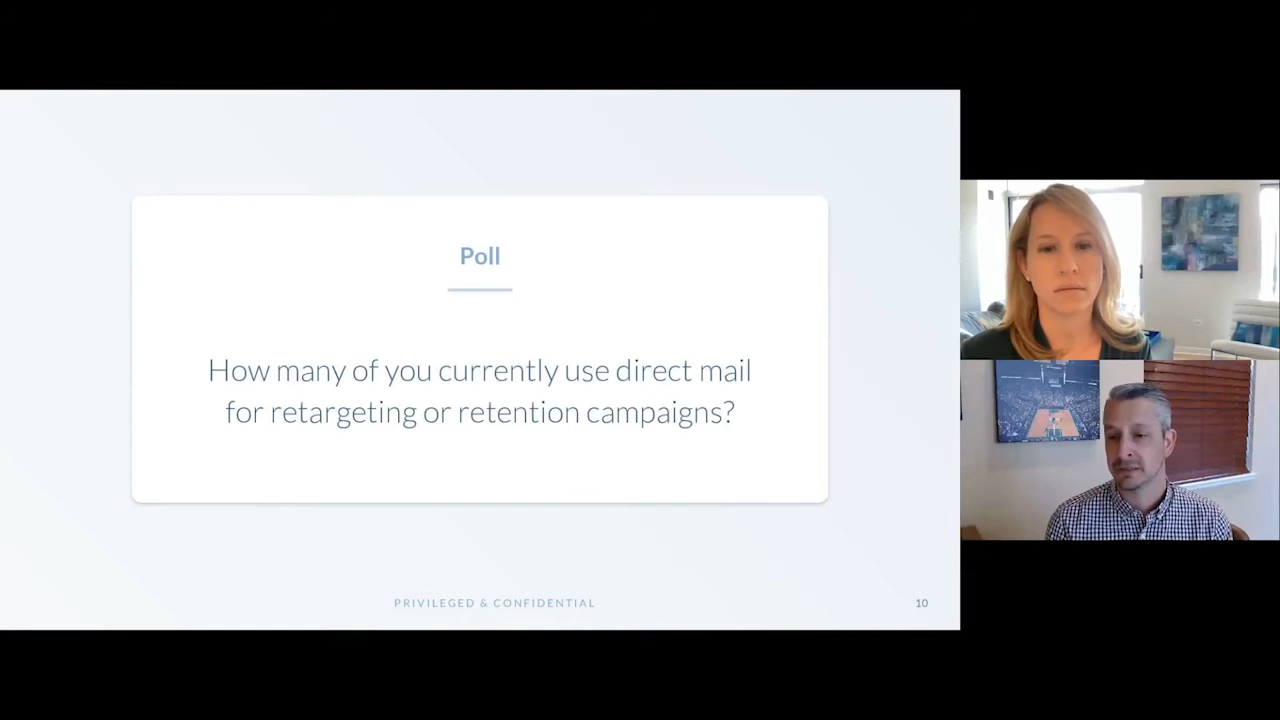 Poll
How many of you currently use direct mail
for retargeting or retention campaigns?
PRIVILEGED & CONFIDENTIAL
10